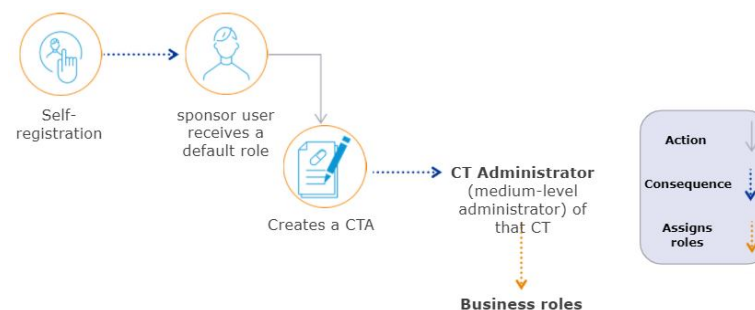 Self-
registration
sponsor user
receives a
default role
Creates a CTA
CT Administrator
(medium-level
administrator) of
that CT
Business roles
Action
Consequence
Assigns
roles